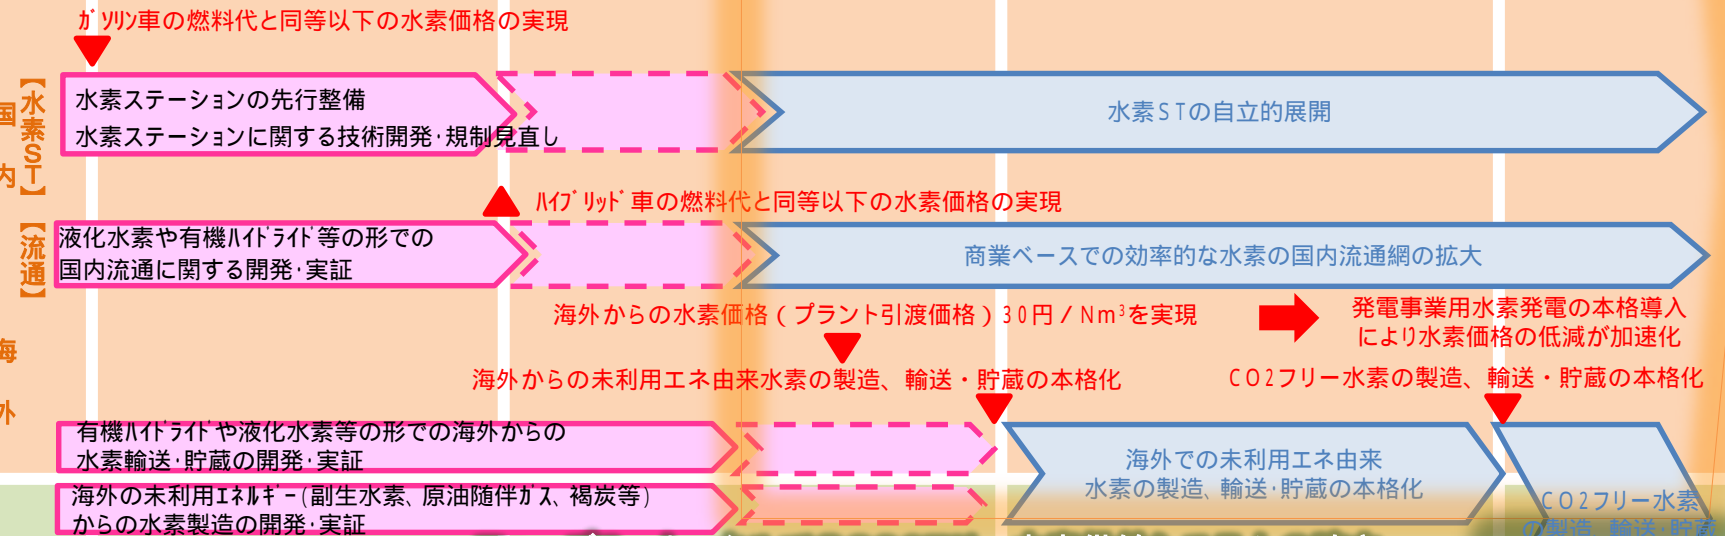 ガソリン車の燃料代と同等以下の水素価格の実現
【水素ST】
国内
水素ステーションの先行整備
水素ステーションに関する技術開発・規制見直し
水素STの自立的展開
ハイブリッド車の燃料代と同等以下の水素価格の実現
【流通】
液化水素や有機ハイドライド等の形での
国内流通に関する開発・実証
商業ベースでの効率的な水素の国内流通網の拡大
海外からの水素価格（プラント引渡価格）30円／Nm³を実現
発電事業用水素発電の本格導入
により水素価格の低減が加速化
海外
海外からの未利用エネ由来水素の製造、輸送・貯蔵の本格化
CO2フリー水素の製造、輸送・貯蔵の本格化
有機ハイドライドや液化水素等の形での海外からの
水素輸送・貯蔵の開発・実証
海外の未利用エネルギー(副生水素、原油随伴ガス、褐炭等)
からの水素製造の開発・実証
海外での未利用エネ由来
水素の製造、輸送・貯蔵の本格化
CO2フリー水素
の製造、輸送・貯蔵